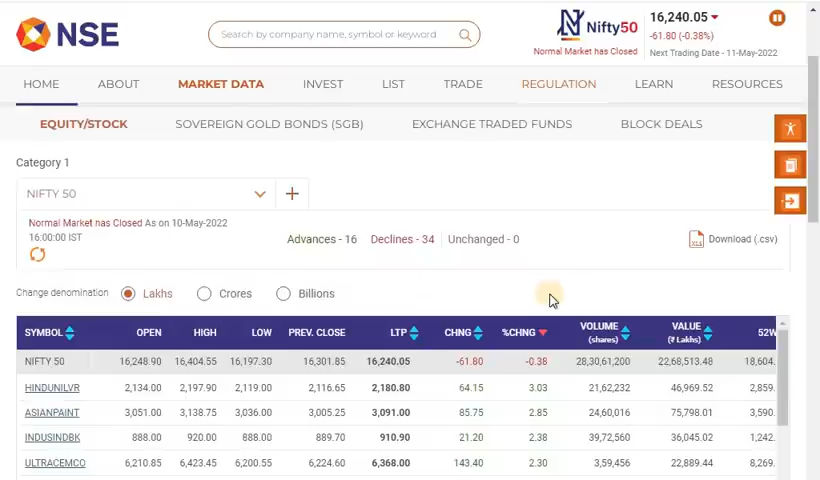 NSE
Search by company name, symbol or keyword
Nifty50
16,240.05
-61.80 (-0.38%)
Normal Market has Closed
Next Trading Date - 11-May-2022
HOME ABOUT MARKET DATA INVEST LIST TRADE REGULATION LEARN RESOURCES
EQUITY/STOCK SOVEREIGN GOLD BONDS (SGB) EXCHANGE TRADED FUNDS BLOCK DEALS
Category 1
NIFTY 50
Normal Market has Closed As on 10-May-2022
16:00:00 IST
Advances - 16 Declines - 34 Unchanged - 0
XLS
Download (.csv)
Change denomination Lakhs Crores Billions
SYMBOL OPEN HIGH LOW PREV. CLOSE LTP CHNG %CHNG VOLUME (shares) VALUE (₹ Lakhs) 52W
NIFTY 50 16,248.90 16,404.55 16,197.30 16,301.85 16,240.05 -61.80 -0.38 28,30,61,200 22,68,513.48 18,604.
HINDUNILVR 2,134.00 2,197.90 2,119.00 2,116.65 2,180.80 64.15 3.03 21,62,232 46,969.52 2,859.
ASIANPAINT 3,051.00 3,138.75 3,036.00 3,005.25 3,091.00 85.75 2.85 24,60,016 75,798.01 3,590.
INDUSINDBK 888.00 920.00 888.00 889.70 910.90 21.20 2.38 39,72,560 36,045.02 1,242.
ULTRACEMCO 6,210.85 6,423.45 6,200.55 6,224.60 6,368.00 143.40 2.30 3,59,456 22,889.44 8,269.